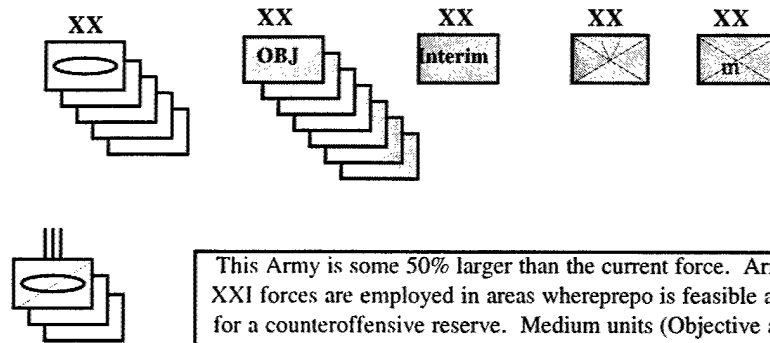 XX XX XX XX XX
OBJ Interim m
This Army is some 50% larger than the current force.
XXI forces are employed in areas whereprepo is feasible
for a counteroffensive reserve. Medium units (Objective